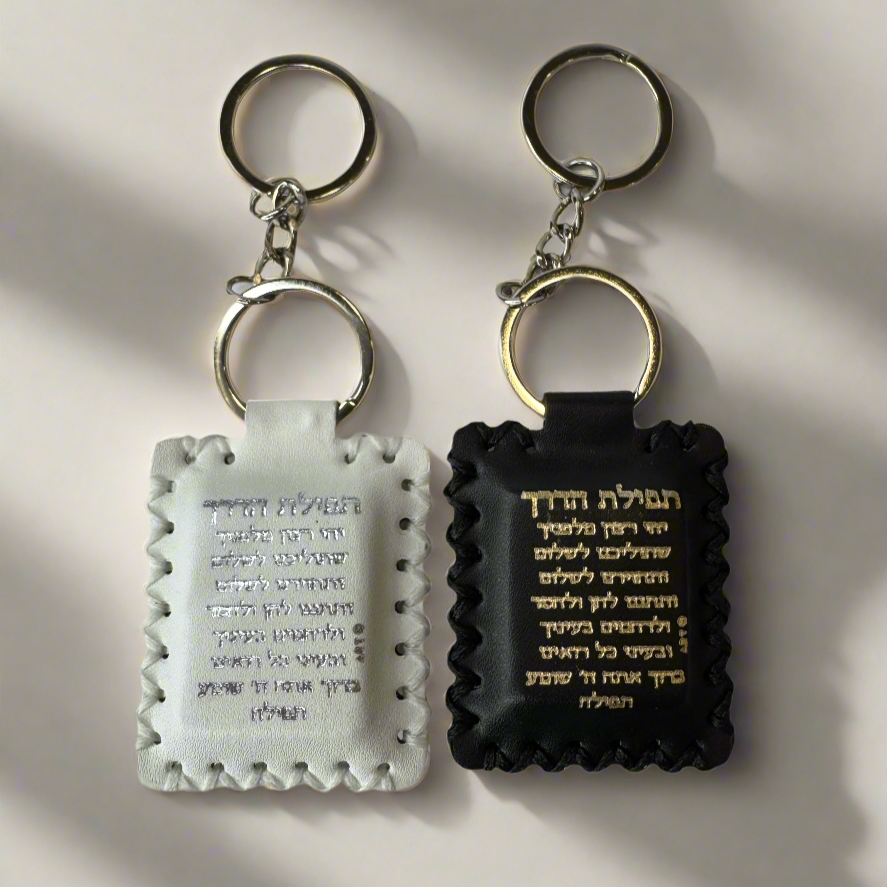 תפילת הדרך
יהי רצון מלפניך
שתוליכנו לשלום
ותחזירנו לשלום
ותתננו לחן ולחסד
ולרחמים בעיניך
ובעיני כל רואינו
ברוך אתה ה' שומע
תפילה
ART ©
תפילת הדרך
יהי רצון מלפניך
שתוליכנו לשלום
ותחזירנו לשלום
ותתננו לחן ולחסד
ולרחמים בעיניך
ובעיני כל רואינו
ברוך אתה ה' שומע
תפילה
ART ©